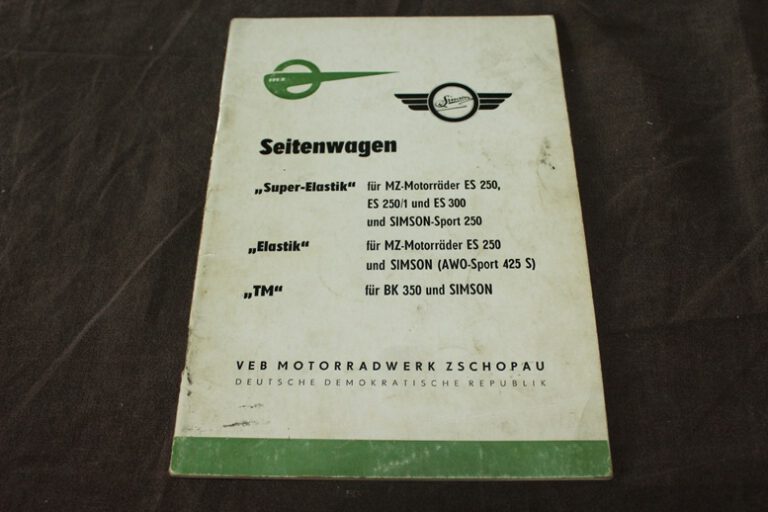 MZ
Simson
Seitenwagen
„Super-Elastik“ für MZ-Motorräder ES 250,
ES 250/1 und ES 300
und SIMSON-Sport 250
„Elastik“ für MZ-Motorräder ES 250
und SIMSON (AWO-Sport 425 S)
„TM“ für BK 350 und SIMSON
VEB MOTORRADWERK ZSCHOPAU
DEUTSCHE DEMOKRATISCHE REPUBLIK